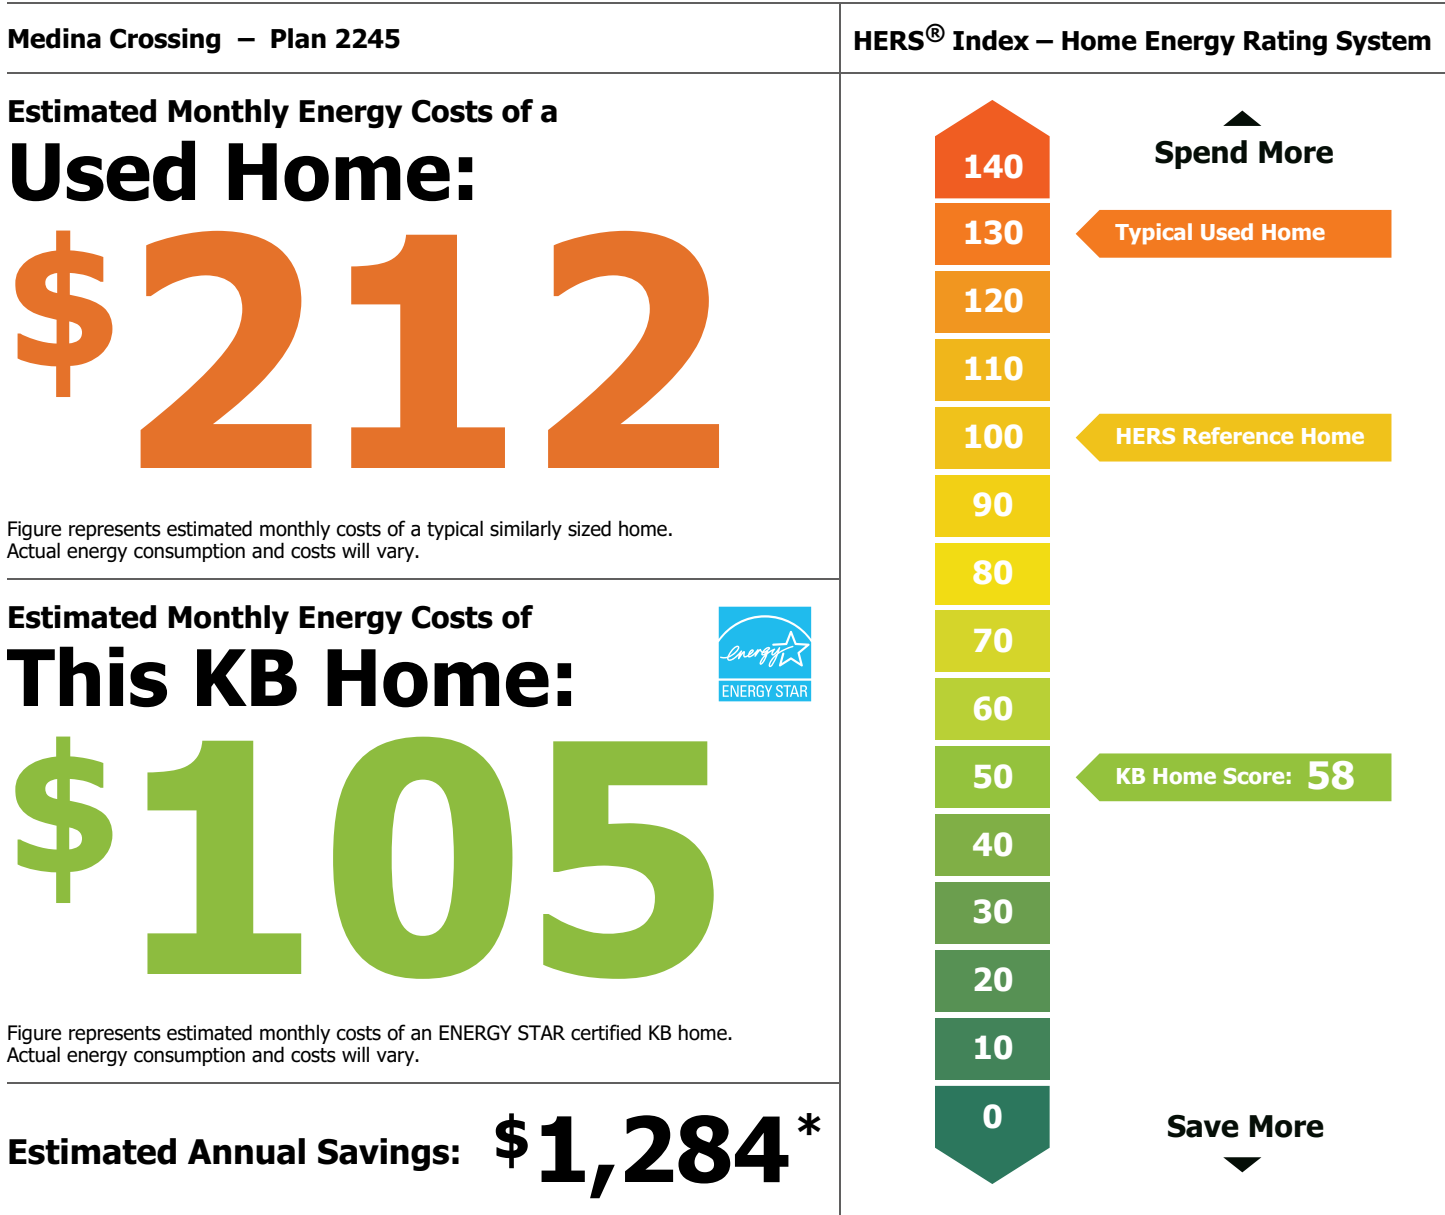 Medina Crossing – Plan 2245
Estimated Monthly Energy Costs of a
Used Home:
$212
Figure represents estimated monthly costs of a typical similarly sized home.
Actual energy consumption and costs will vary.
Estimated Monthly Energy Costs of
This KB Home:
energy
ENERGY STAR
$105
Figure represents estimated monthly costs of an ENERGY STAR certified KB home.
Actual energy consumption and costs will vary.
Estimated Annual Savings: $1,284*
HERS® Index – Home Energy Rating System
Spend More
140
130 Typical Used Home
120
110
100 HERS Reference Home
90
80
70
60
50 KB Home Score: 58
40
30
20
10
0
Save More